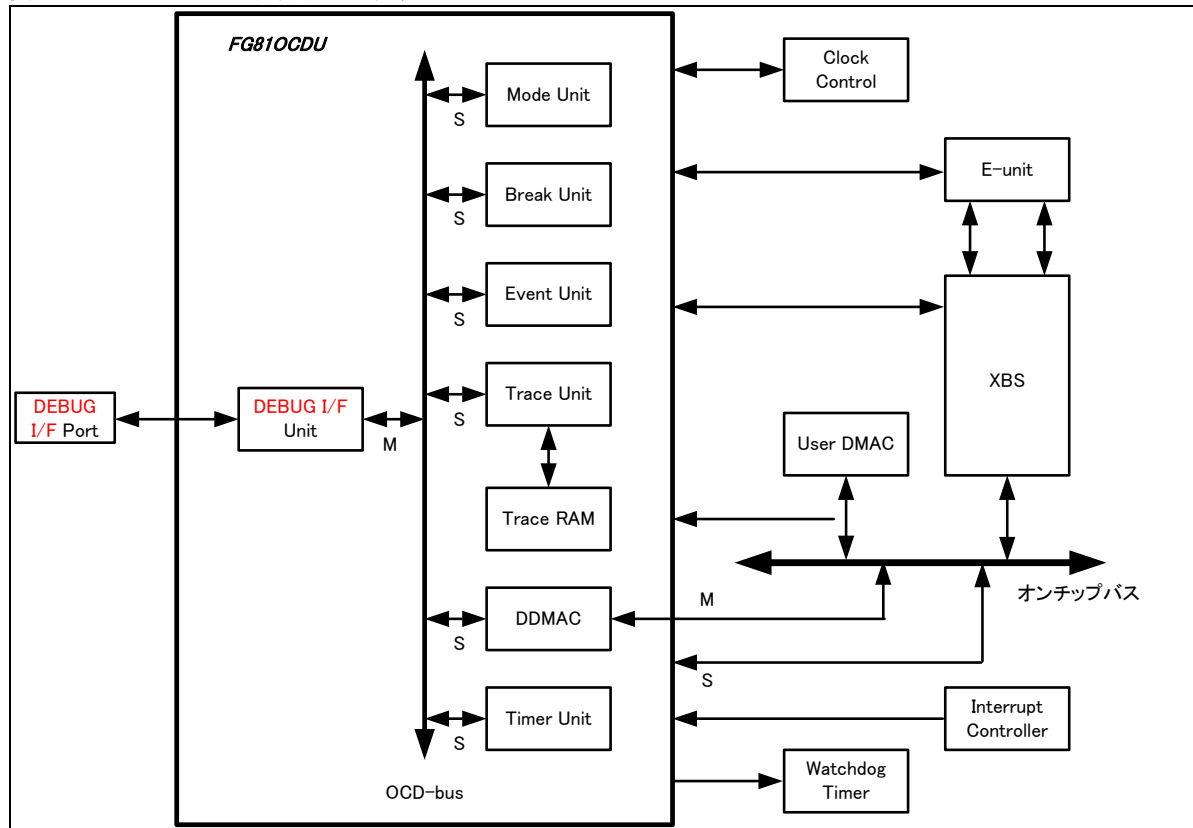 FG81OCDU
Clock
Control
Mode Unit
S
E-unit
Break Unit
S
Event Unit
S
XBS
Trace Unit
S
DEBUG
I/F Port
DEBUG I/F
Unit
M
User DMAC
Trace RAM
オンチップバス
DDMAC
S
M
S
Timer Unit
S
Interrupt
Controller
Watchdog
Timer
OCD-bus